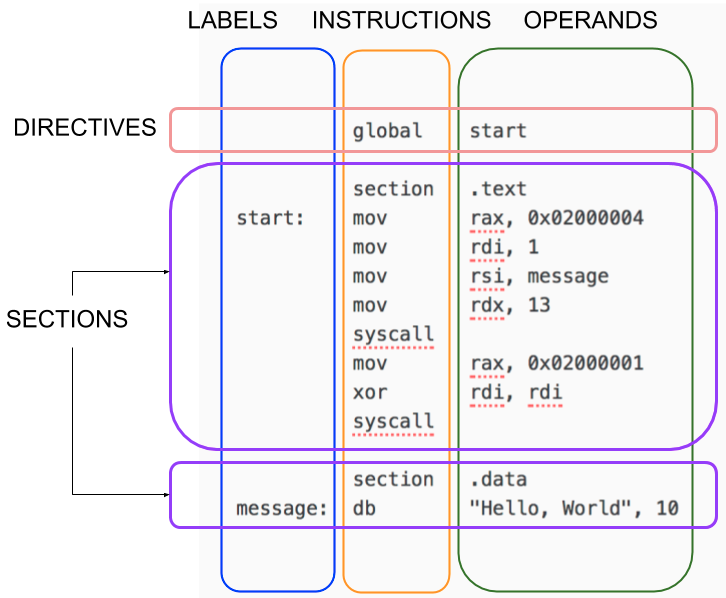 LABELS INSTRUCTIONS OPERANDS
DIRECTIVES global start
section .text
start: mov rax, 0x02000004
mov rdi, 1
mov rsi, message
mov rdx, 13
SECTIONS
syscall
mov rax, 0x02000001
xor rdi, rdi
syscall
section .data
message: db "Hello, World", 10